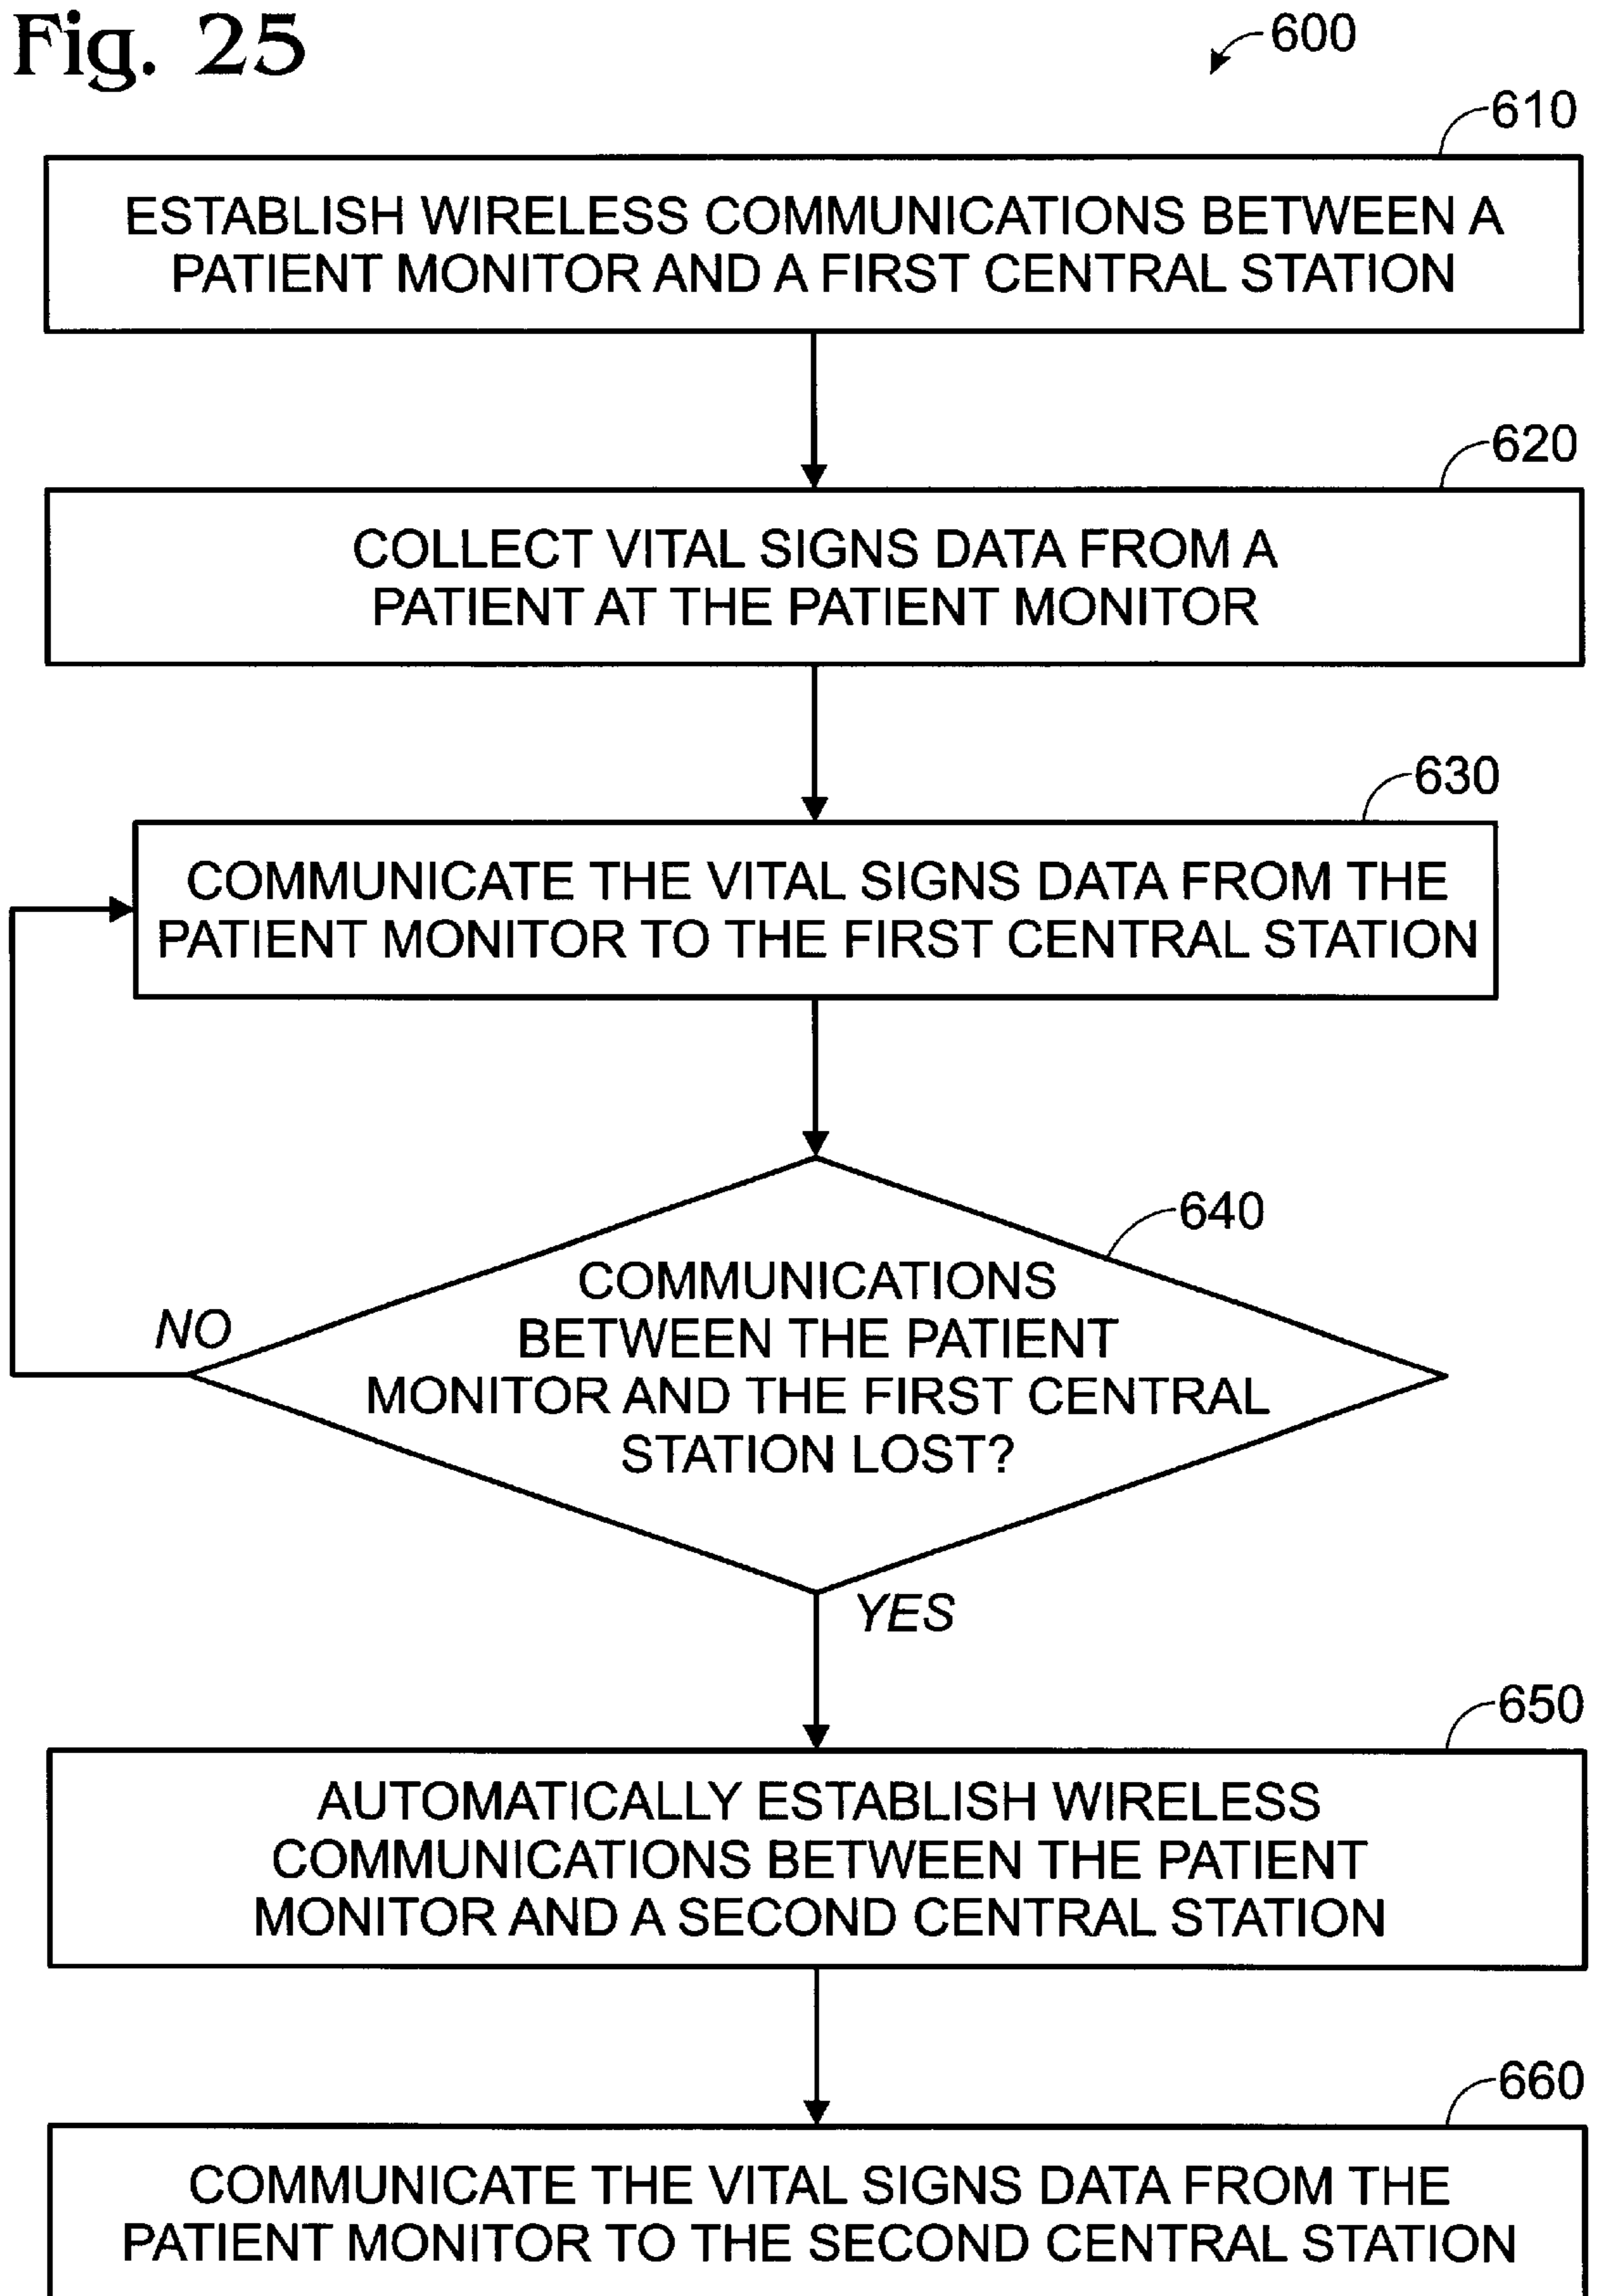 Fig. 25
600
610
ESTABLISH WIRELESS COMMUNICATIONS BETWEEN A
PATIENT MONITOR AND A FIRST CENTRAL STATION
620
COLLECT VITAL SIGNS DATA FROM A
PATIENT AT THE PATIENT MONITOR
630
COMMUNICATE THE VITAL SIGNS DATA FROM THE
PATIENT MONITOR TO THE FIRST CENTRAL STATION
640
COMMUNICATIONS
BETWEEN THE PATIENT
MONITOR AND THE FIRST CENTRAL
STATION LOST?
NO
YES
650
AUTOMATICALLY ESTABLISH WIRELESS
COMMUNICATIONS BETWEEN THE PATIENT
MONITOR AND A SECOND CENTRAL STATION
660
COMMUNICATE THE VITAL SIGNS DATA FROM THE
PATIENT MONITOR TO THE SECOND CENTRAL STATION